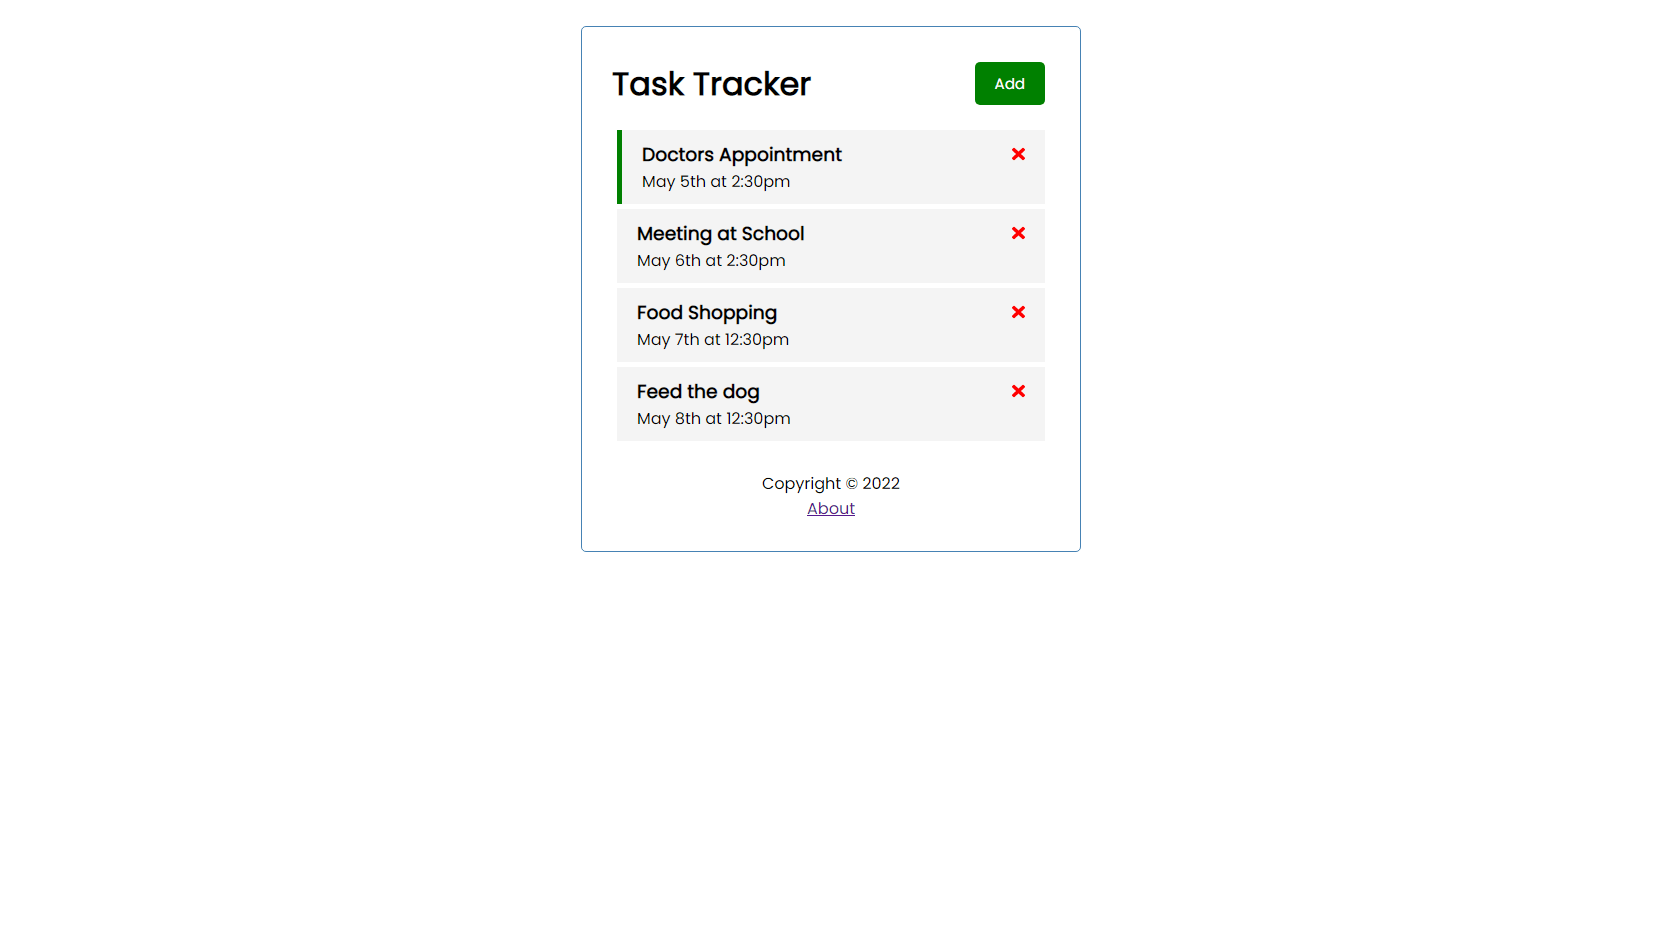 Task Tracker
Add
Doctors Appointment
May 5th at 2:30pm
Meeting at School
May 6th at 2:30pm
Food Shopping
May 7th at 12:30pm
Feed the dog
May 8th at 12:30pm
Copyright © 2022
About